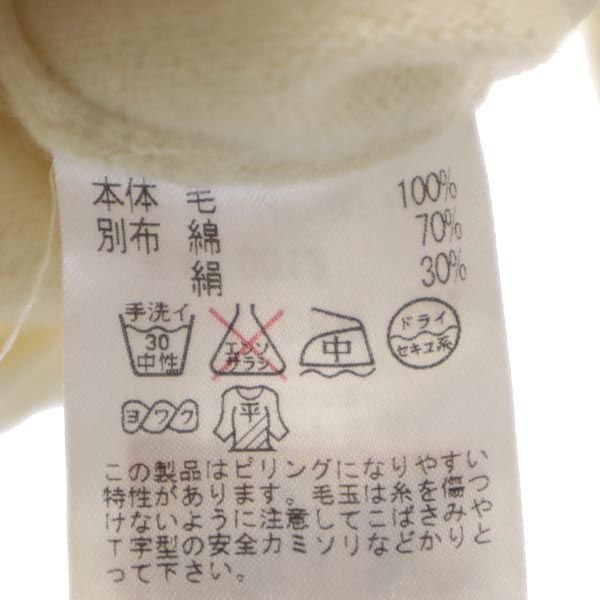 本体 毛 100%
別布 綿 70%
絹 30%
手洗イ
30
中性
エンソ
サラシ
中
ドライ
セキユ系
ヨワク
平
この製品はピリングになりやすい
特性があります。毛玉は糸を傷つ
けないように注意してこばさみや
T字型の安全カミソリなどかりと
って下さい。